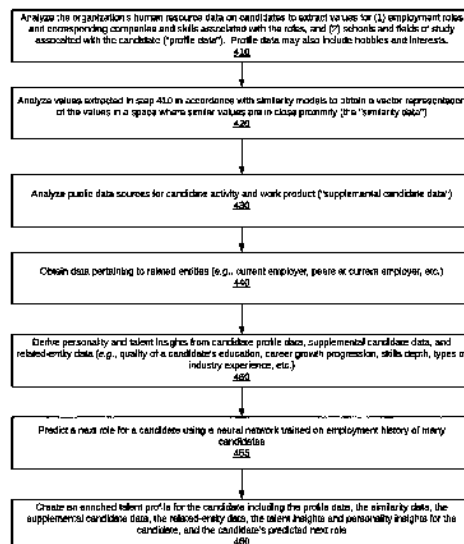 Analyze the organization's human resource data on candidates to extract values for (1) employment roles
and corresponding companies and skills associated with the roles, and (2) schools and fields of study
associated with the candidate ("profile data"). Profile data may also include hobbies and interests.
410
Analyze values extracted in step 410 in accordance with similarity models to obtain a vector representation
of the values in a space where similar values are in close proximity (the "similarity data")
420
Analyze public data sources for candidate activity and work product ("supplemental candidate data")
430
Obtain data pertaining to related entities (e.g., current employer, peers at current employer, etc.)
440
Derive personality and talent insights from candidate profile data, supplemental candidate data, and
related-entity data (e.g., quality of a candidate's education, career growth progression, skills depth, types of
industry experience, etc.)
Predict a next role for a candidate using a neural network trained on employment history of many
candidates
455
Create an enriched talent profile for the candidate including the profile data, the similarity data, the
supplemental candidate data, the related-entity data, the talent insights and personality insights for the
candidate, and the candidate's predicted next role
460